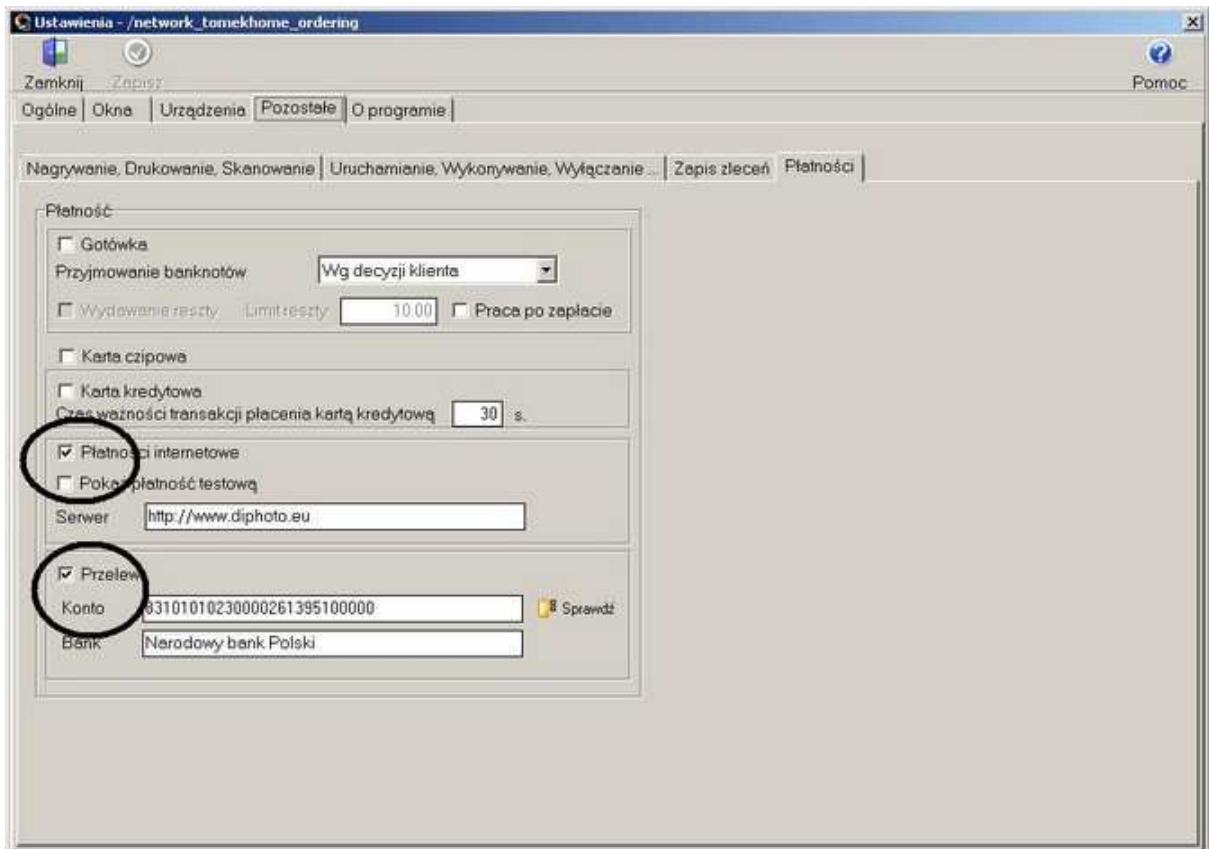 Ustawienia - /network_tomekhome_ordering
Zamknij Zapisz Pomoc
Ogólne Okna Urządzenia Pozostałe O programie
Nagrywanie, Drukowanie, Skanowanie Uruchamianie, Wykonywanie, Wyłączanie ... Zapis zleceń Płatności
Płatność
Gotówka
Przyjmowanie banknotów Wg decyzji klienta
Wydawanie reszty Limit reszty 10.00 Praca po zapłacie
Karta czipowa
Karta kredytowa
Czas ważności transakcji płacenia kartą kredytową 30 s.
Płatności internetowe
Pokaż płatność testową
Serwer http://www.diphoto.eu
Przelew
Konto 83101010230000261395100000 Sprawdź
Bank Narodowy bank Polski